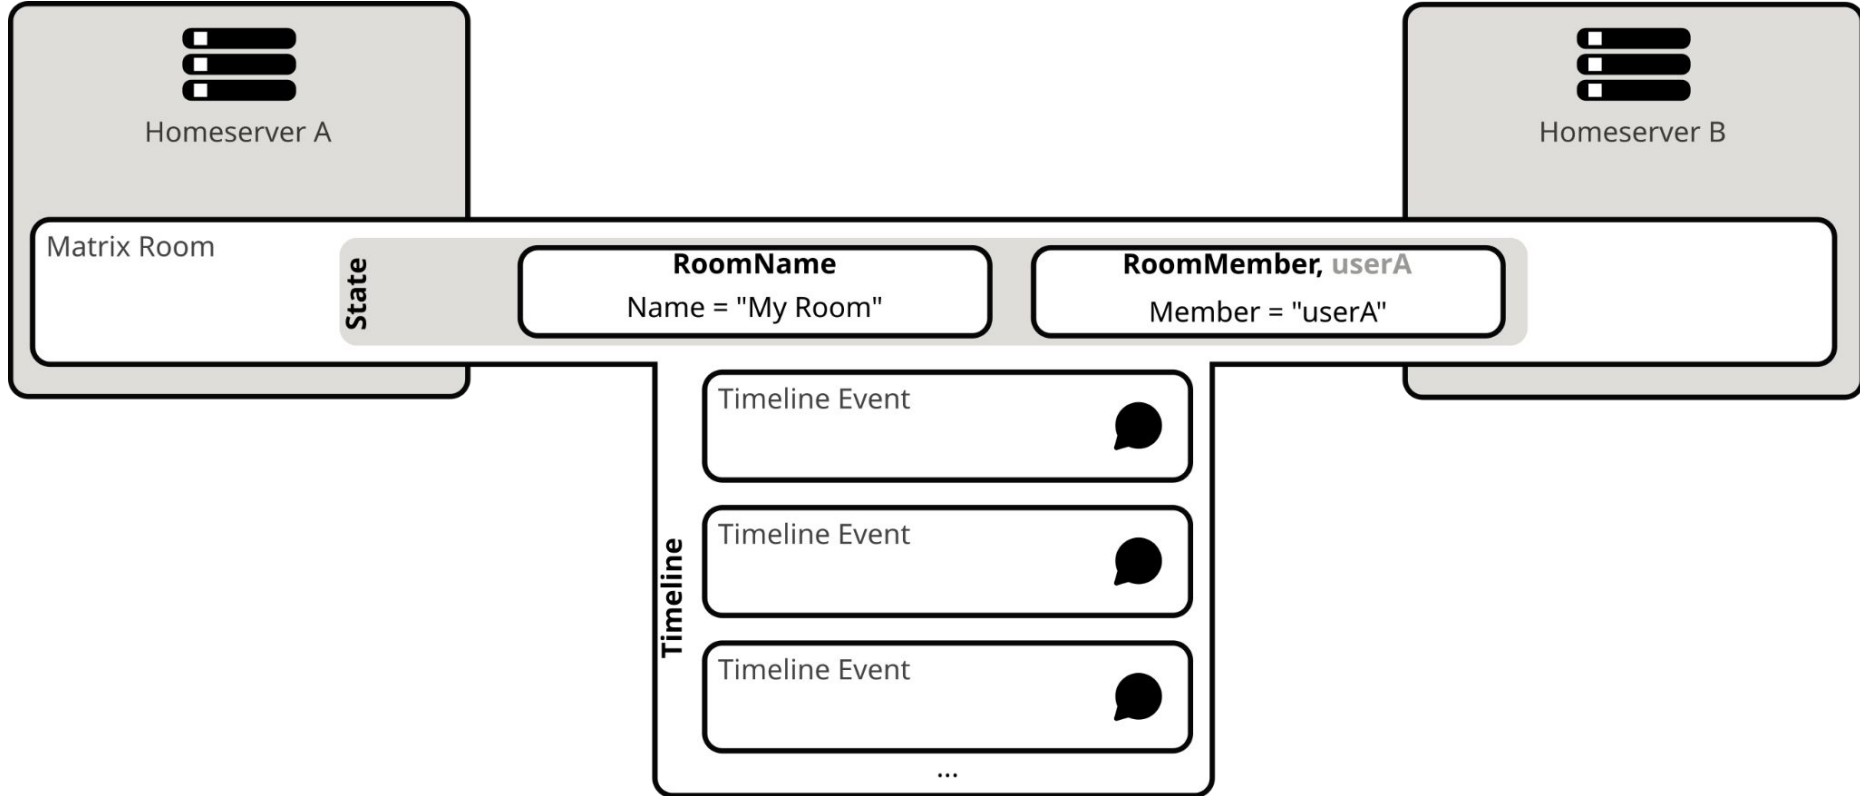 Homeserver A
Homeserver B
Matrix Room
State
RoomName
Name = "My Room"
RoomMember, userA
Member = "userA"
Timeline
Timeline Event
Timeline Event
Timeline Event
...